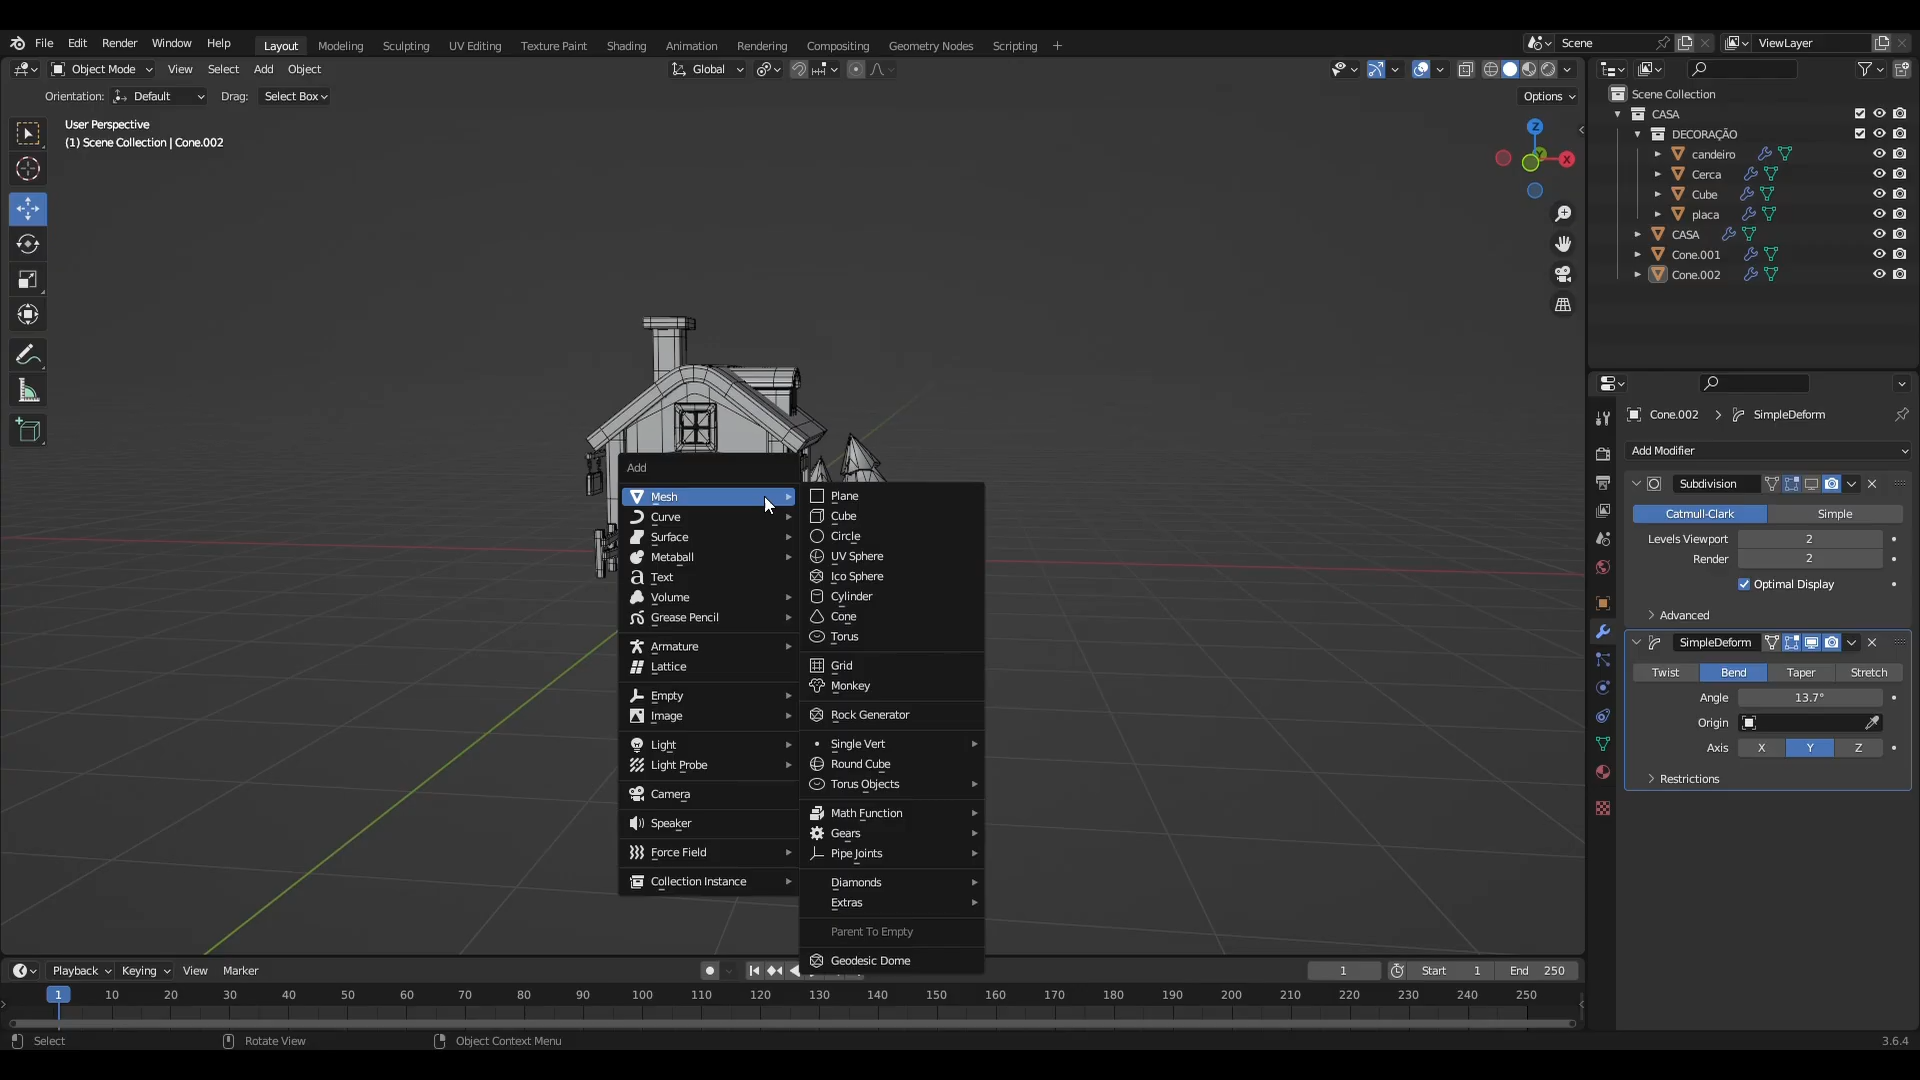 File Edit Render Window Help Layout Modeling Sculpting UV Editing Texture Paint Shading Animation Rendering Compositing Geometry Nodes Scripting + Scene ViewLayer
Object Mode View Select Add Object Global
Orientation: Default Drag: Select Box Options
User Perspective
(1) Scene Collection | Cone.002
Z
Y
X
Add
Mesh
Curve
Surface
Metaball
Text
Volume
Grease Pencil
Armature
Lattice
Empty
Image
Light
Light Probe
Camera
Speaker
Force Field
Collection Instance
Plane
Cube
Circle
UV Sphere
Ico Sphere
Cylinder
Cone
Torus
Grid
Monkey
Rock Generator
Single Vert
Round Cube
Torus Objects
Math Function
Gears
Pipe Joints
Diamonds
Extras
Parent To Empty
Geodesic Dome
Scene Collection
CASA
DECORAÇÃO
candeiro
Cerca
Cube
placa
CASA
Cone.001
Cone.002
Cone.002 > SimpleDeform
Add Modifier
Subdivision
Catmull-Clark Simple
Levels Viewport 2
Render 2
Optimal Display
Advanced
SimpleDeform
Twist Bend Taper Stretch
Angle 13.7°
Origin
Axis X Y Z
Restrictions
Playback Keying View Marker 1 Start 1 End 250
1 10 20 30 40 50 60 70 80 90 100 110 120 130 140 150 160 170 180 190 200 210 220 230 240 250
Select Rotate View Object Context Menu 3.6.4